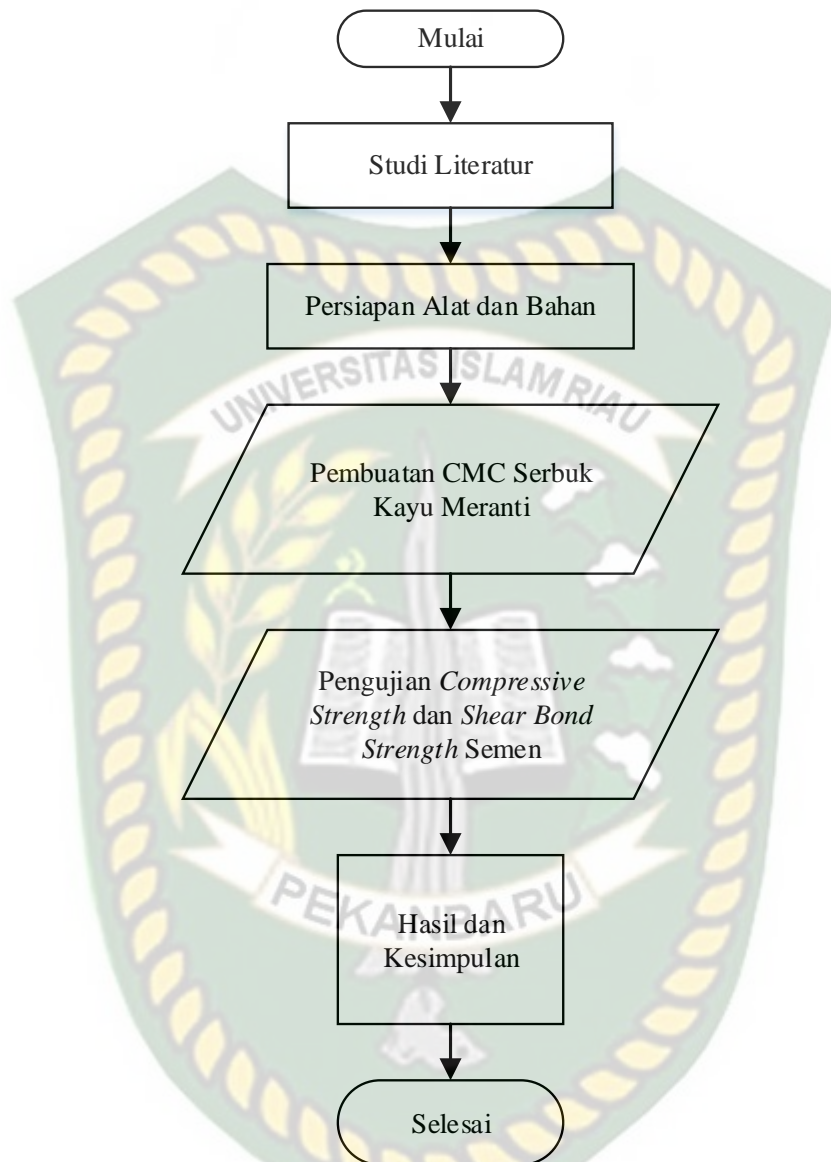 Mulai
Studi Literatur
Persiapan Alat dan Bahan
UNIVERSITAS ISLAM RIAU
Pembuatan CMC Serbuk
Kayu Meranti
Pengujian Compressive
Strength dan Shear Bond
Strength Semen
PEKANBARU
Hasil dan
Kesimpulan
Selesai